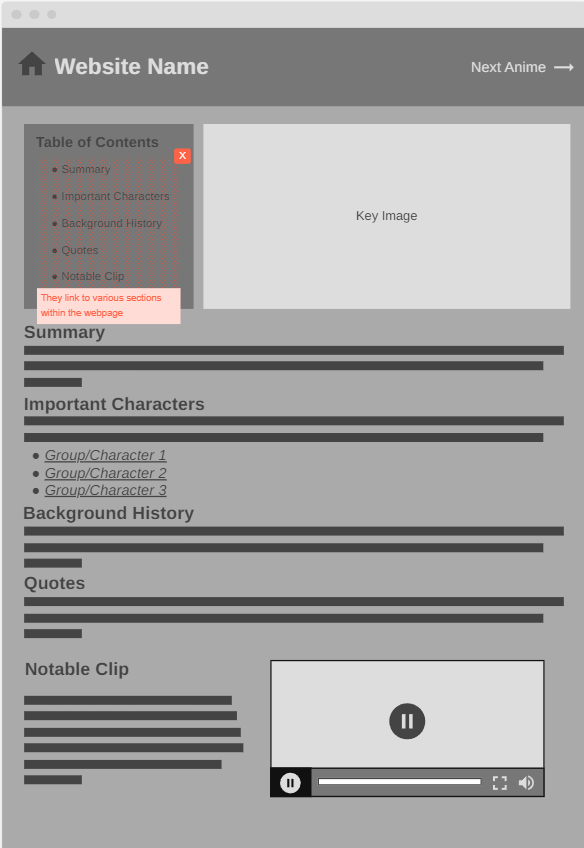 Website Name
Next Anime
Table of Contents
X
● Summary
● Important Characters
● Background History
● Quotes
● Notable Clip
They link to various sections
within the webpage
Key Image
Summary
Important Characters
● Group/Character 1
● Group/Character 2
● Group/Character 3
Background History
Quotes
Notable Clip